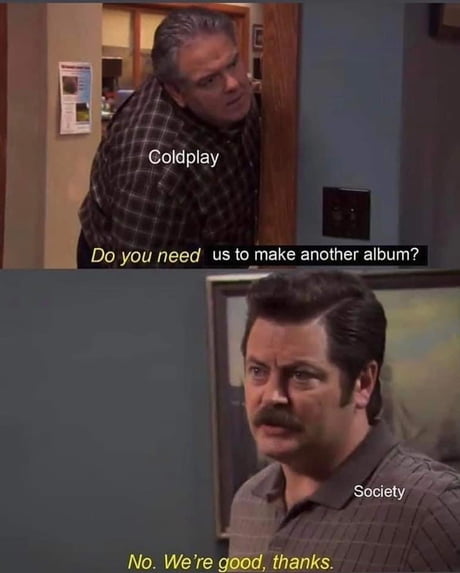 Coldplay
Do you need us to make another album?
Society
No. We're good, thanks.